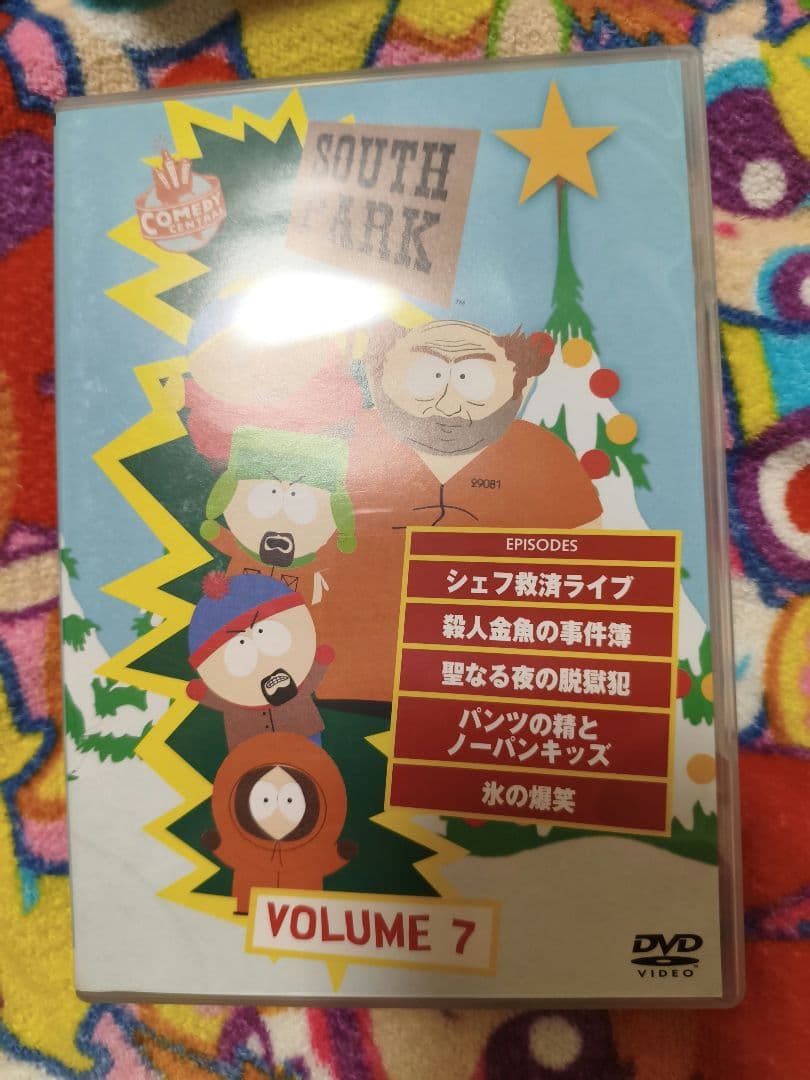 COMEDY
CENTRAL
SOUTH
PARK
™
29081
EPISODES
シェフ救済ライブ
殺人金魚の事件簿
聖なる夜の脱獄犯
パンツの精と
ノーパンキッズ
氷の爆笑
VOLUME 7
DVD
VIDEO